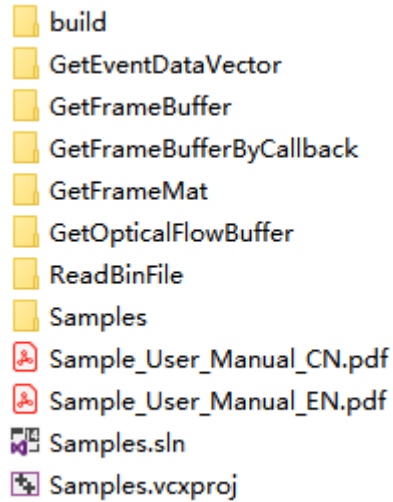 build
GetEventDataVector
GetFrameBuffer
GetFrameBufferByCallback
GetFrameMat
GetOpticalFlowBuffer
ReadBinFile
Samples
Sample_User_Manual_CN.pdf
Sample_User_Manual_EN.pdf
Samples.sln
Samples.vcxproj